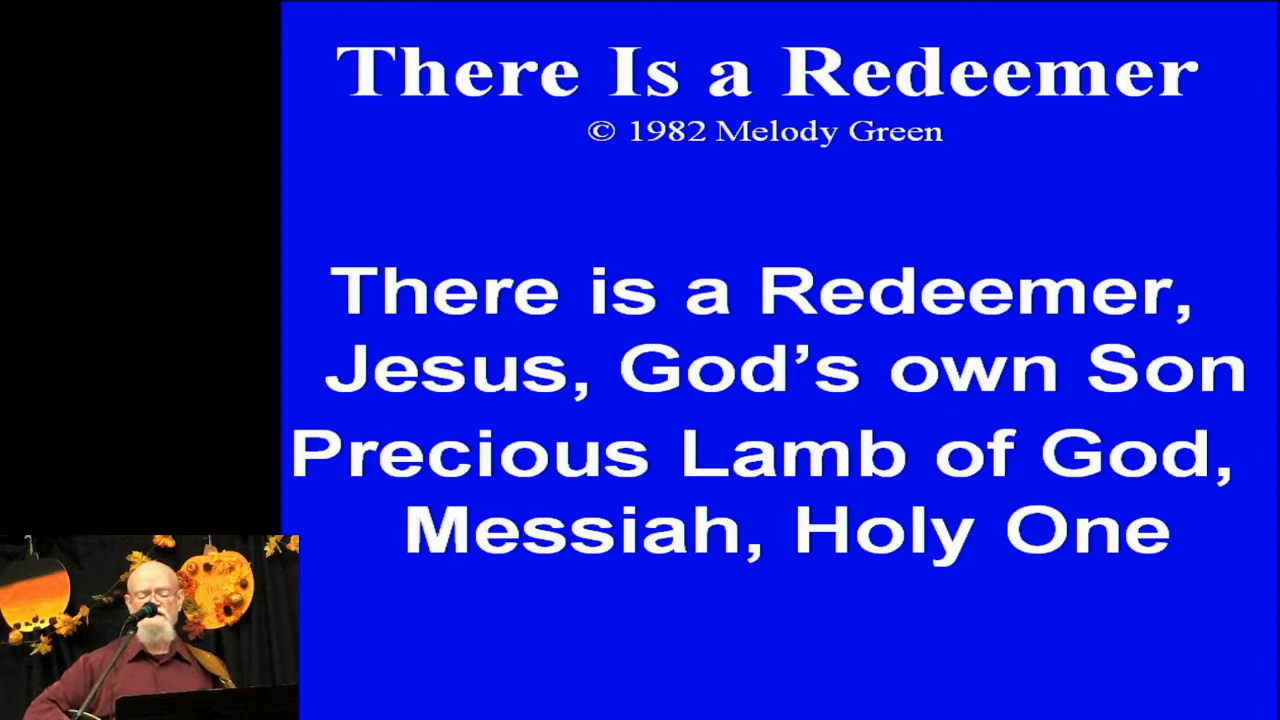 There Is a Redeemer
© 1982 Melody Green
There is a Redeemer,
Jesus, God’s own Son
Precious Lamb of God,
Messiah, Holy One